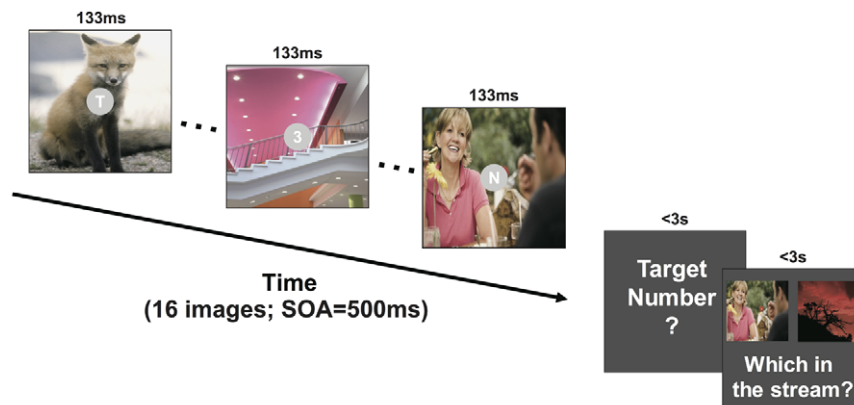 133ms
T
133ms
3
133ms
N
Time
(16 images; SOA=500ms)
<3s
Target
Number
?
<3s
Which in
the stream?